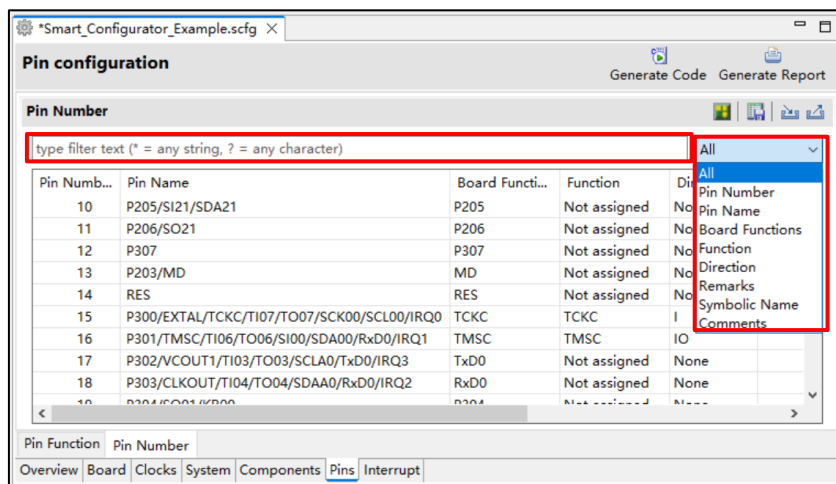 *Smart_Configurator_Example.scfg
Pin configuration
Generate Code Generate Report
Pin Number
type filter text (* = any string, ? = any character) All
Pin Numb... Pin Name Board Functi... Function Dir
10 P205/SI21/SDA21 P205 Not assigned No
11 P206/SO21 P206 Not assigned No
12 P307 P307 Not assigned No
13 P203/MD MD Not assigned No
14 RES RES Not assigned No
15 P300/EXTAL/TCKC/TI07/TO07/SCK00/SCL00/IRQ0 TCKC TCKC I
16 P301/TMSC/TI06/TO06/SI00/SDA00/RxD0/IRQ1 TMSC TMSC IO
17 P302/VCOUT1/TI03/TO03/SCLA0/TxD0/IRQ3 TxD0 Not assigned None
18 P303/CLKOUT/TI04/TO04/SDAA0/RxD0/IRQ2 RxD0 Not assigned None
All
Pin Number
Pin Name
Board Functions
Function
Direction
Remarks
Symbolic Name
Comments
Pin Function Pin Number
Overview Board Clocks System Components Pins Interrupt